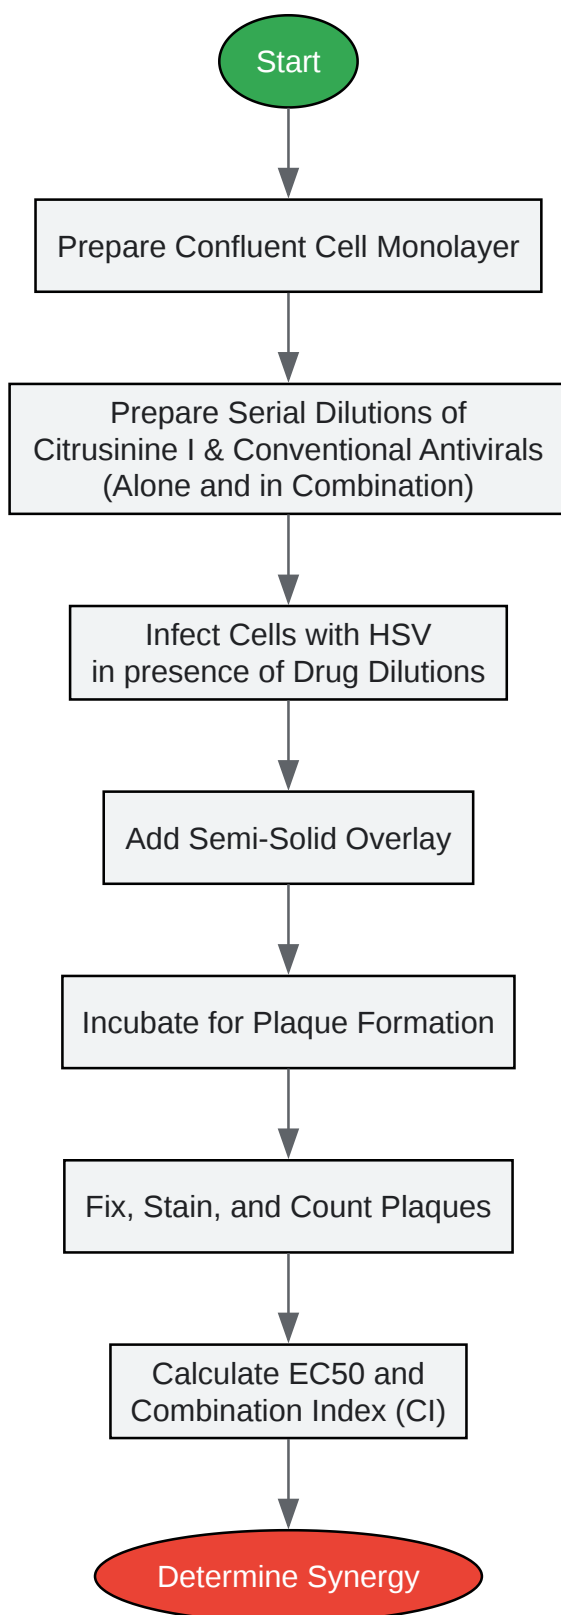 Start
Prepare Confluent Cell Monolayer
Prepare Serial Dilutions of
Citrusinine I & Conventional Antivirals
(Alone and in Combination)
Infect Cells with HSV
in presence of Drug Dilutions
Add Semi-Solid Overlay
Incubate for Plaque Formation
Fix, Stain, and Count Plaques
Calculate EC50 and
Combination Index (CI)
Determine Synergy